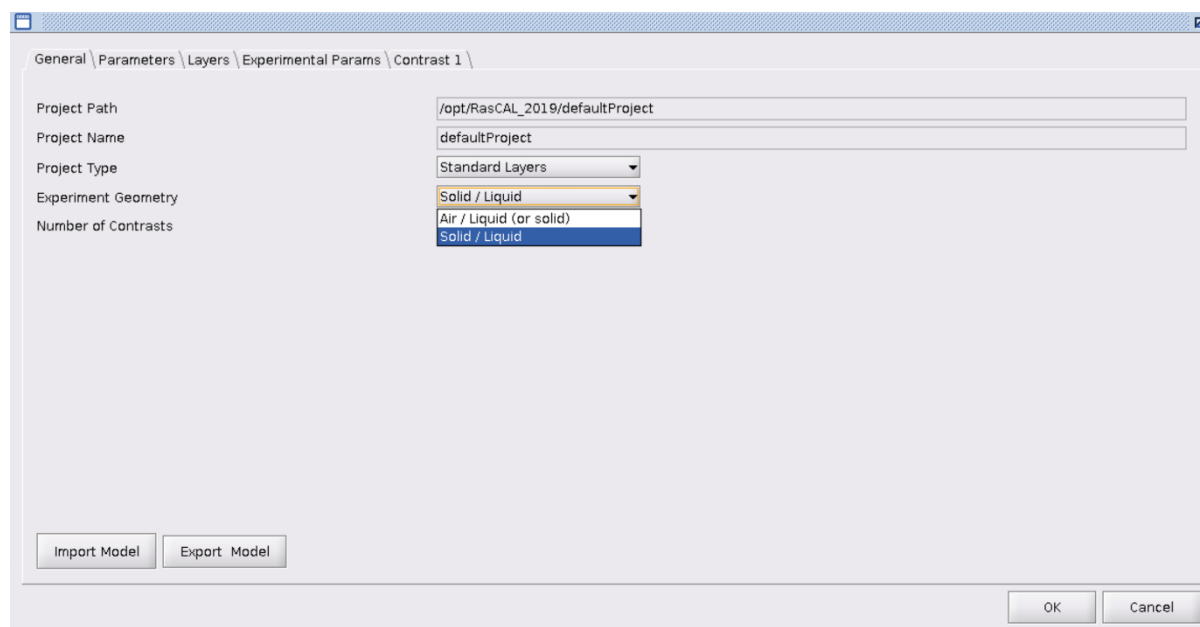 General Parameters Layers Experimental Params Contrast 1
Project Path /opt/RasCAL_2019/defaultProject
Project Name defaultProject
Project Type Standard Layers
Experiment Geometry Solid / Liquid
Air / Liquid (or solid)
Number of Contrasts
Solid / Liquid
Import Model Export Model
OK Cancel